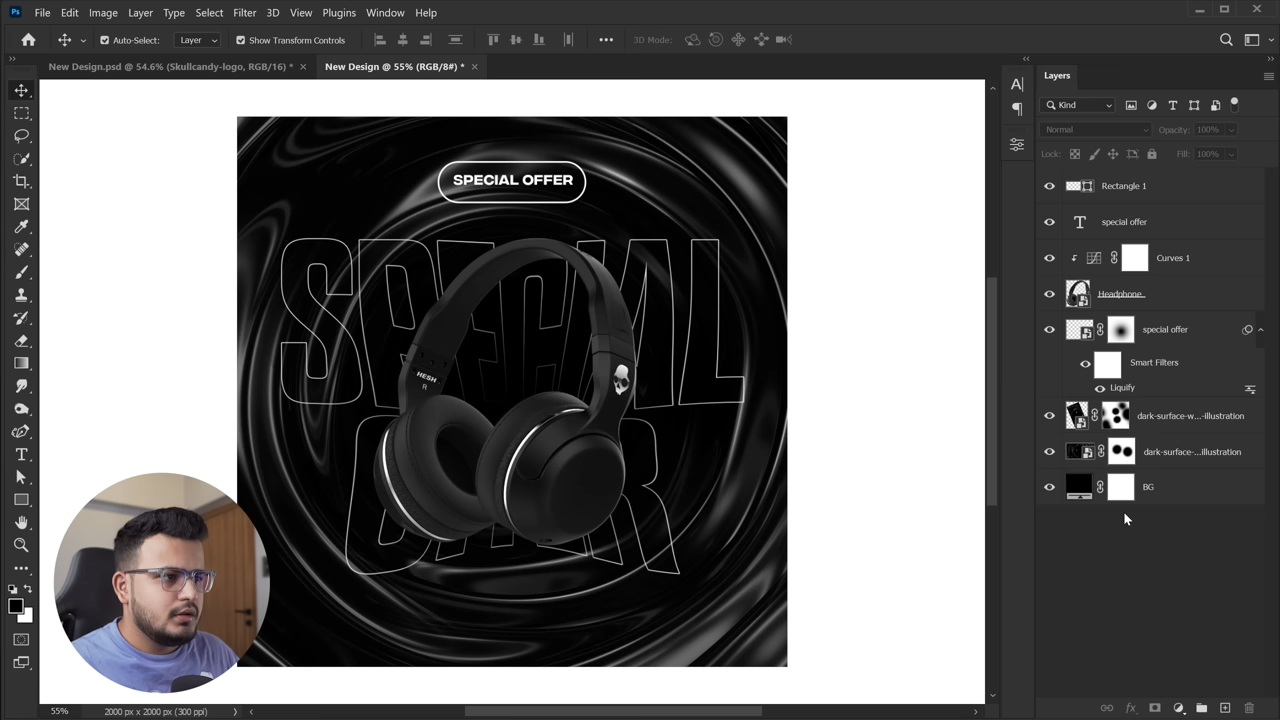 Ps File Edit Image Layer Type Select Filter 3D View Plugins Window Help
Auto-Select: Layer Show Transform Controls 3D Mode:
New Design.psd @ 54.6% (Skullcandy-logo, RGB/16) * × New Design @ 55% (RGB/8#) * ×
SPECIAL OFFER
SPECIAL
HESH
R
Layers
Kind
Normal Opacity: 100%
Lock: Fill: 100%
Rectangle 1
special offer
Curves 1
Headphone
special offer
Smart Filters
Liquify
dark-surface-w...-illustration
dark-surface-...illustration
BG
55% 2000 px x 2000 px (300 ppi)